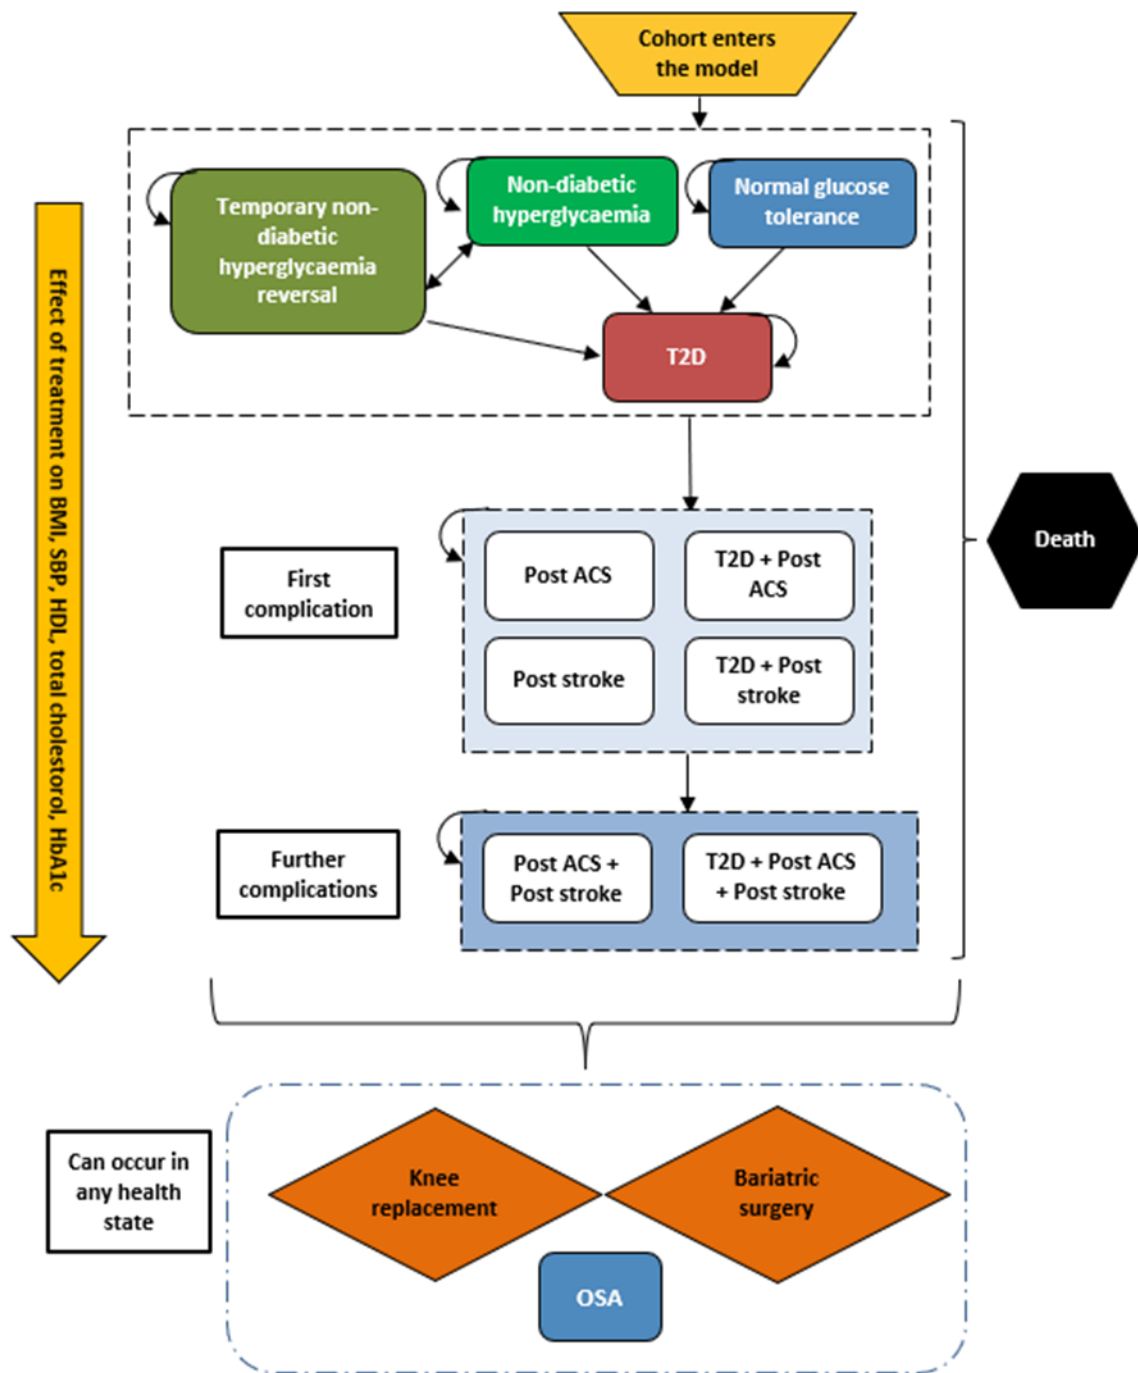 Cohort enters
the model
Temporary non-
diabetic
hyperglycaemia
reversal
Non-diabetic
hyperglycaemia
Normal glucose
tolerance
T2D
Effect of treatment on BMI, SBP, HDL, total cholestorol, HbA1c
Death
First
complication
Post ACS
T2D + Post
ACS
Post stroke
T2D + Post
stroke
Further
complications
Post ACS +
Post stroke
T2D + Post ACS
+ Post stroke
Can occur in
any health
state
Knee
replacement
Bariatric
surgery
OSA